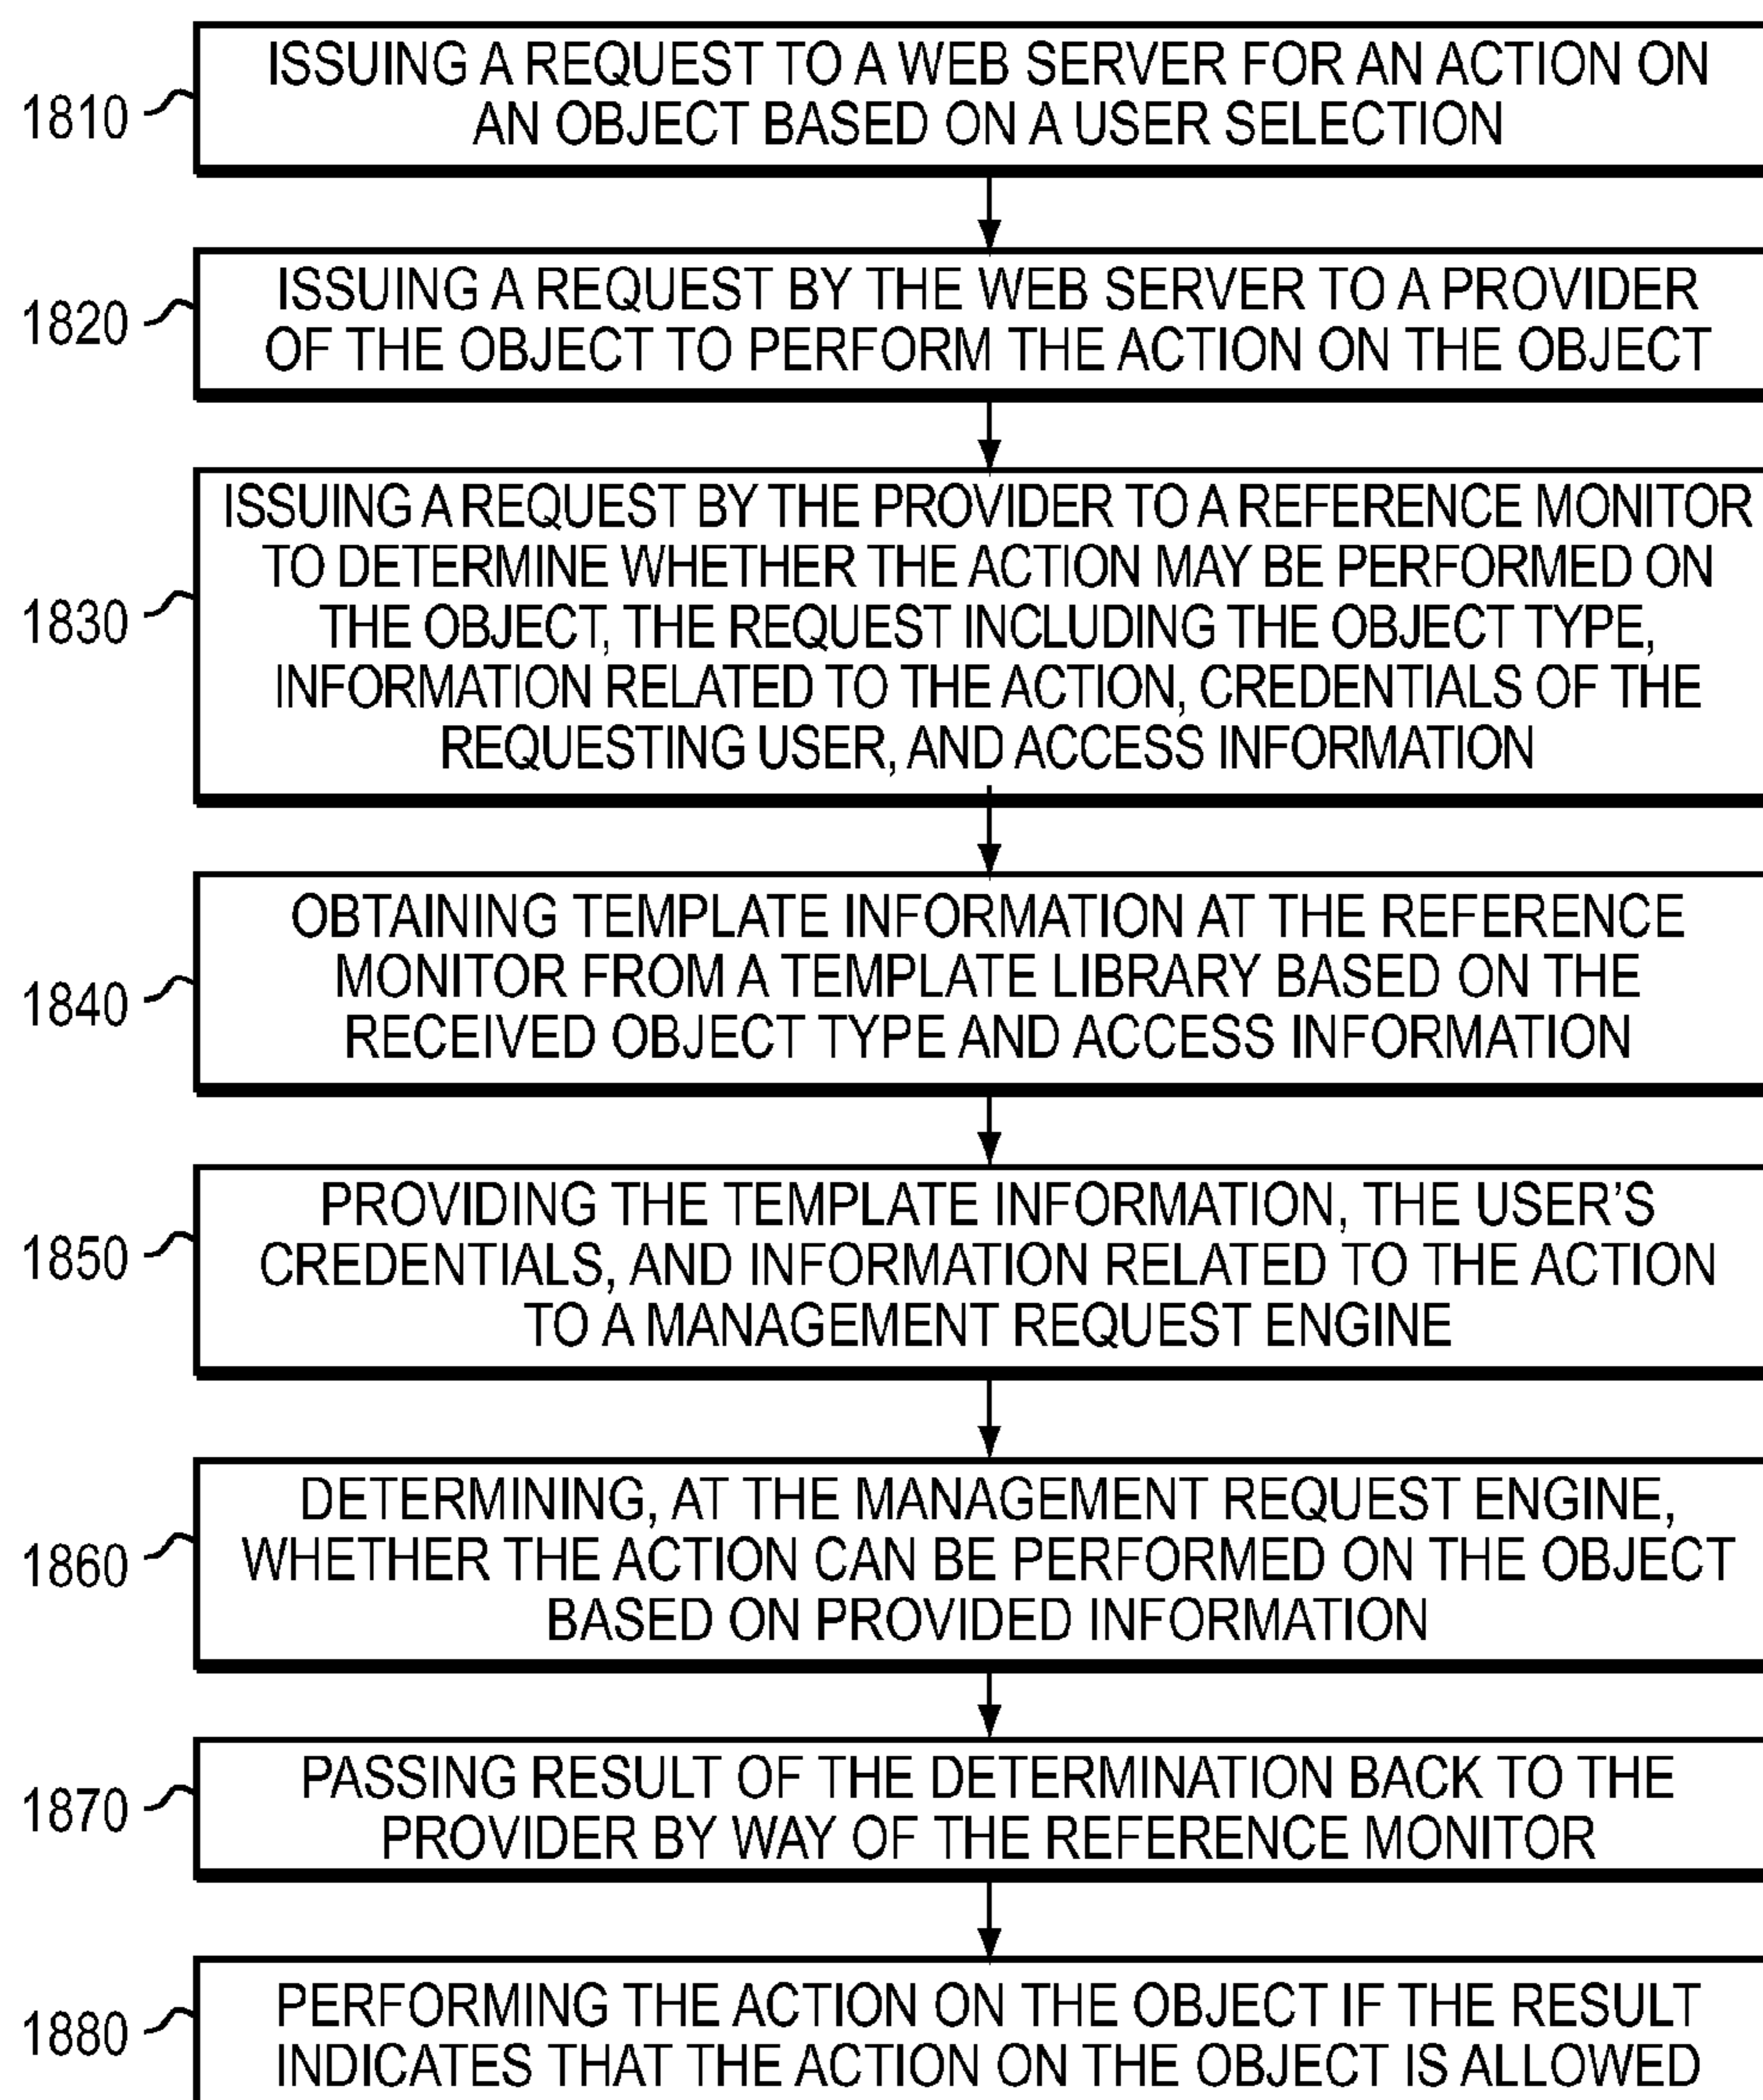 1810
ISSUING A REQUEST TO A WEB SERVER FOR AN ACTION ON
AN OBJECT BASED ON A USER SELECTION
1820
ISSUING A REQUEST BY THE WEB SERVER TO A PROVIDER
OF THE OBJECT TO PERFORM THE ACTION ON THE OBJECT
1830
ISSUING A REQUEST BY THE PROVIDER TO A REFERENCE MONITOR
TO DETERMINE WHETHER THE ACTION MAY BE PERFORMED ON
THE OBJECT, THE REQUEST INCLUDING THE OBJECT TYPE,
INFORMATION RELATED TO THE ACTION, CREDENTIALS OF THE
REQUESTING USER, AND ACCESS INFORMATION
1840
OBTAINING TEMPLATE INFORMATION AT THE REFERENCE
MONITOR FROM A TEMPLATE LIBRARY BASED ON THE
RECEIVED OBJECT TYPE AND ACCESS INFORMATION
1850
PROVIDING THE TEMPLATE INFORMATION, THE USER’S
CREDENTIALS, AND INFORMATION RELATED TO THE ACTION
TO A MANAGEMENT REQUEST ENGINE
1860
DETERMINING, AT THE MANAGEMENT REQUEST ENGINE,
WHETHER THE ACTION CAN BE PERFORMED ON THE OBJECT
BASED ON PROVIDED INFORMATION
1870
PASSING RESULT OF THE DETERMINATION BACK TO THE
PROVIDER BY WAY OF THE REFERENCE MONITOR
1880
PERFORMING THE ACTION ON THE OBJECT IF THE RESULT
INDICATES THAT THE ACTION ON THE OBJECT IS ALLOWED